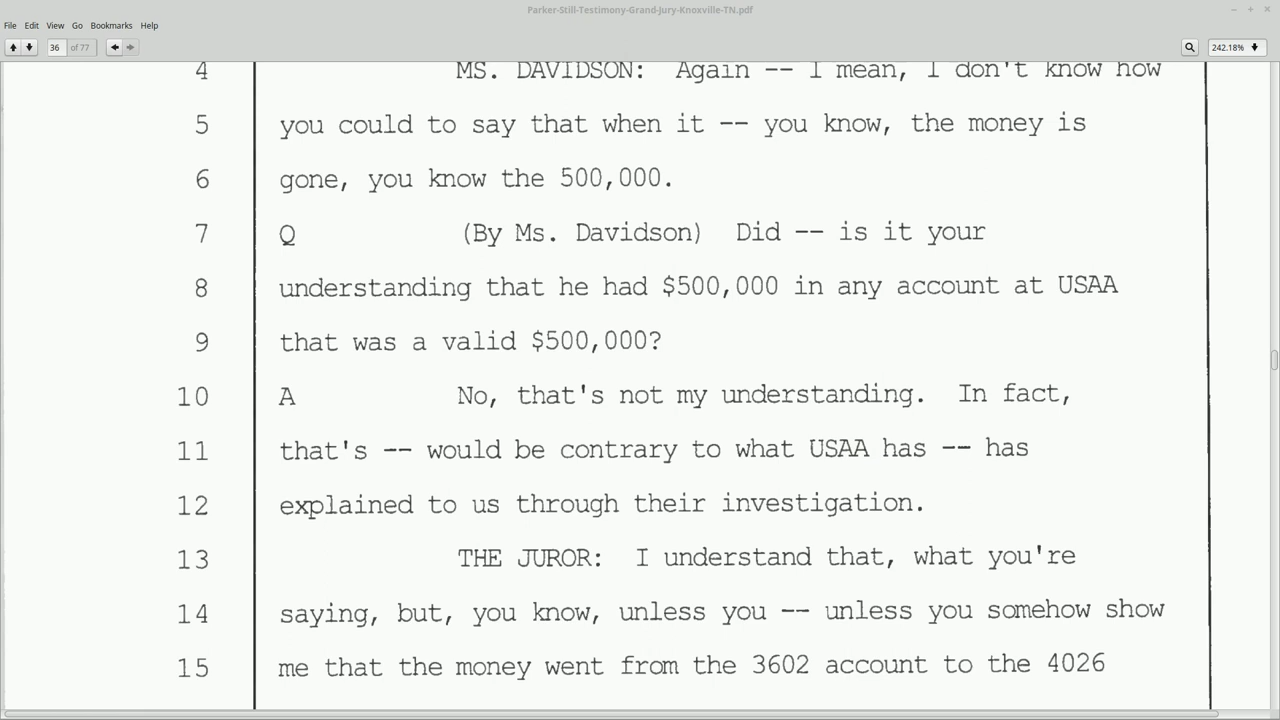 Parker-Still-Testimony-Grand-Jury-Knoxville-TN.pdf
File Edit View Go Bookmarks Help
36 of 77 242.18%
4 MS. DAVIDSON: Again -- I mean, I don't know how
5 you could to say that when it -- you know, the money is
6 gone, you know the 500,000.
7 Q (By Ms. Davidson) Did -- is it your
8 understanding that he had $500,000 in any account at USAA
9 that was a valid $500,000?
10 A No, that's not my understanding. In fact,
11 that's -- would be contrary to what USAA has -- has
12 explained to us through their investigation.
13 THE JUROR: I understand that, what you're
14 saying, but, you know, unless you -- unless you somehow show
15 me that the money went from the 3602 account to the 4026